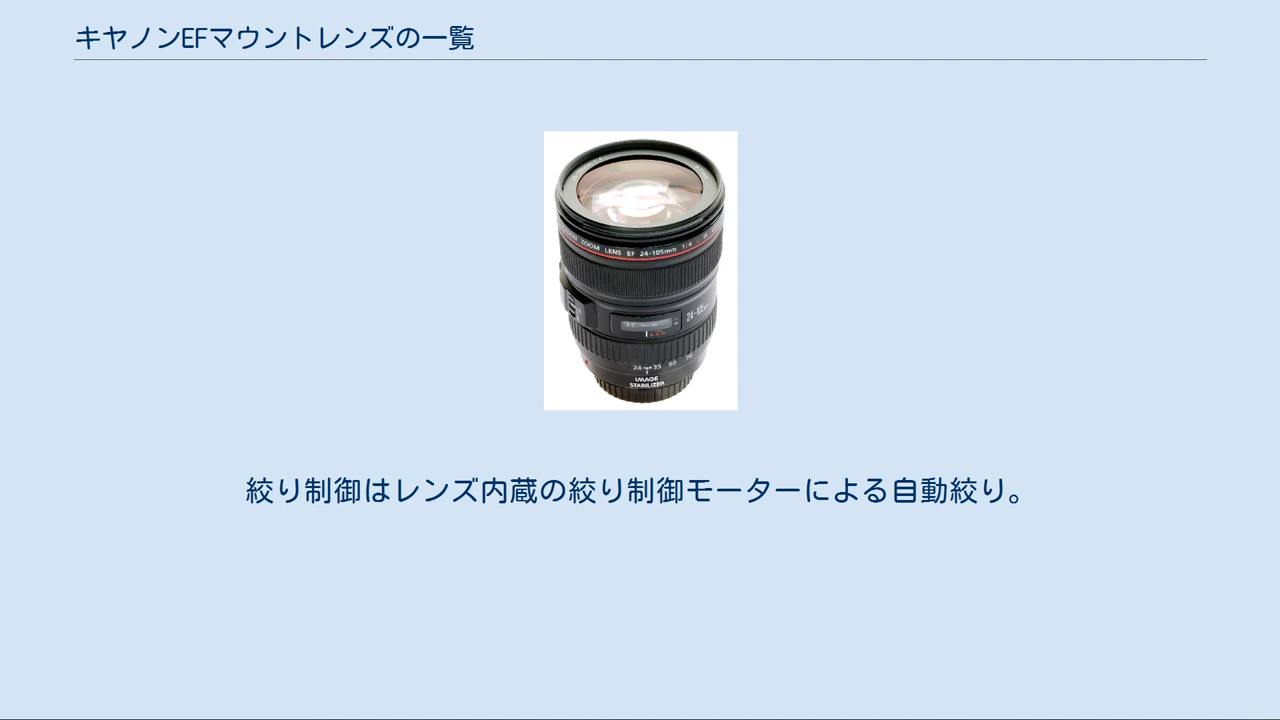 キヤノンEFマウントレンズの一覧
ZOOM LENS EF 24-105mm 1:4
24-105
24 35 50 70
IMAGE
STABILIZER
絞り制御はレンズ内蔵の絞り制御モーターによる自動絞り。